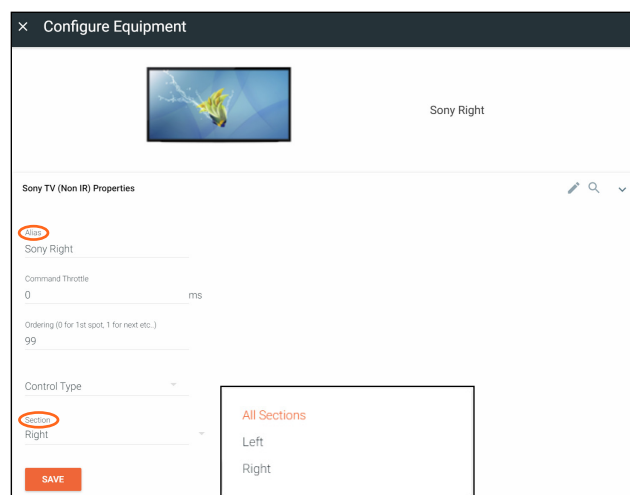 × Configure Equipment
Sony Right
Sony TV (Non IR) Properties
Alias
Sony Right
Command Throttle
0 ms
Ordering (0 for 1st spot, 1 for next etc..)
99
Control Type
Section
Right
SAVE
All Sections
Left
Right